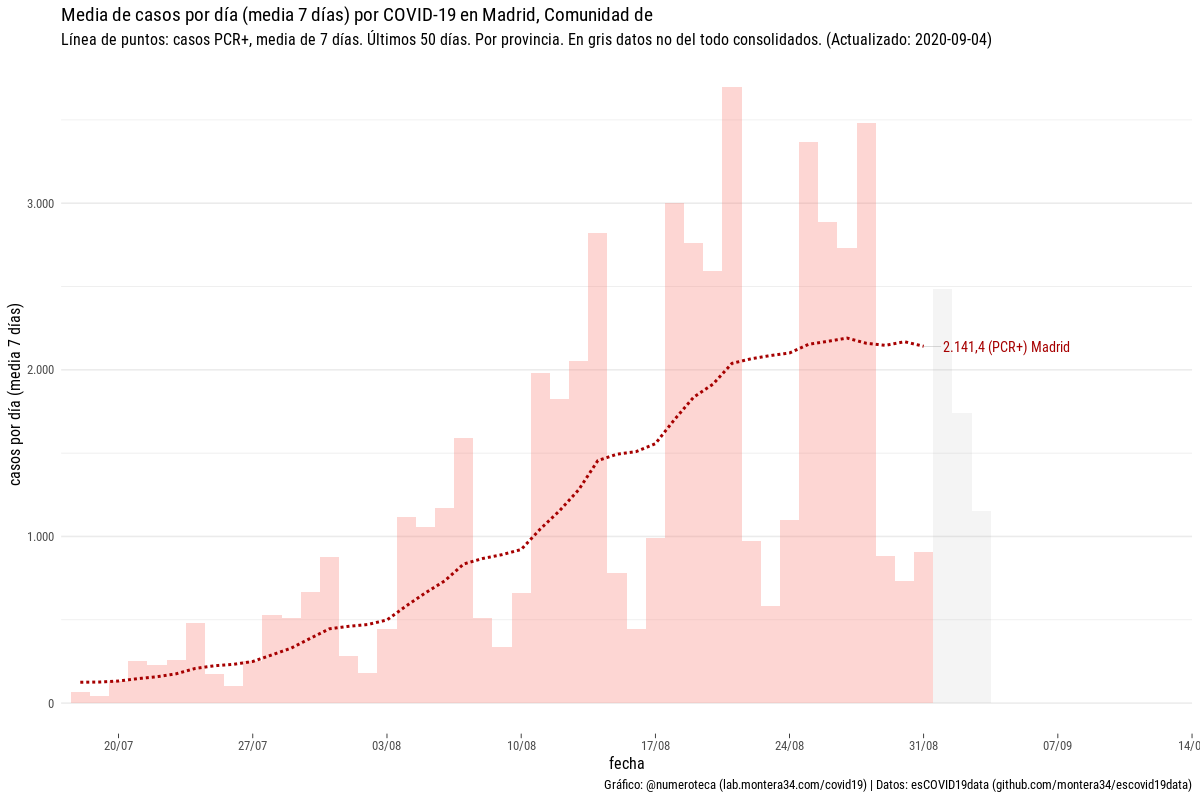 Media de casos por día (media 7 días) por COVID-19 en Madrid, Comunidad de
Línea de puntos: casos PCR+, media de 7 días. Últimos 50 días. Por provincia. En gris datos no del todo consolidados. (Actualizado: 2020-09-04)
casos por día (media 7 días)
3.000
2.000
1.000
0
2.141,4 (PCR+) Madrid
20/07
27/07
03/08
10/08
17/08
24/08
31/08
07/09
14/0
fecha
Gráfico: @numeroteca (lab.montera34.com/covid19) | Datos: esCOVID19data (github.com/montera34/escovid19data)